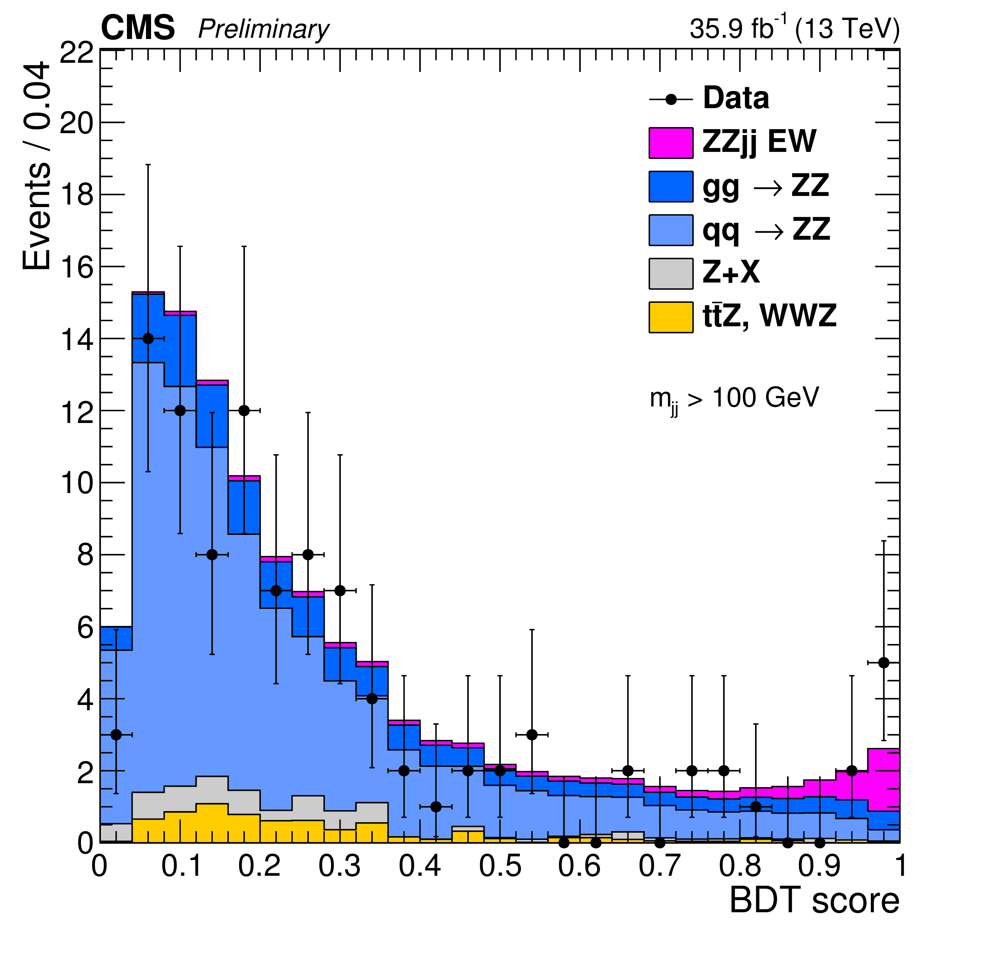 CMS Preliminary 35.9 fb⁻¹ (13 TeV)
Events / 0.04
22
20
18
16
14
12
10
8
6
4
2
0
Data
ZZjj EW
gg → ZZ
qq → ZZ
Z+X
tt̄Z, WWZ
mjj > 100 GeV
0 0.1 0.2 0.3 0.4 0.5 0.6 0.7 0.8 0.9 1
BDT score